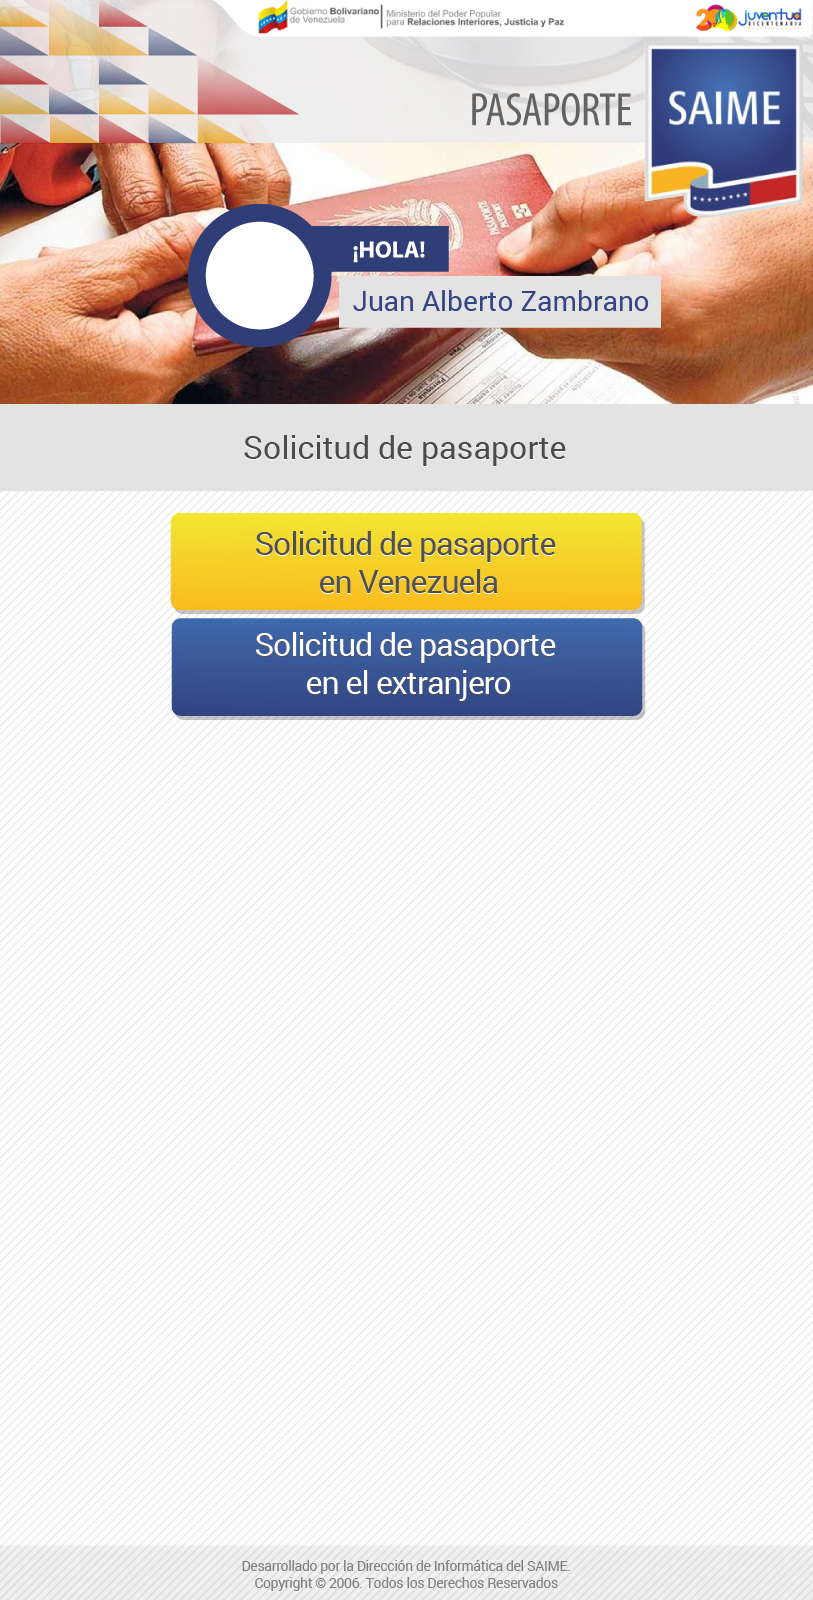 Gobierno Bolivariano
de Venezuela
Ministerio del Poder Popular
para Relaciones Interiores, Justicia y Paz
200 juventud
BICENTENARIA
PASAPORTE
SAIME
PASAPORTE
¡HOLA!
Juan Alberto Zambrano
Solicitud de pasaporte
Solicitud de pasaporte
en Venezuela
Solicitud de pasaporte
en el extranjero
Desarrollado por la Dirección de Informática del SAIME.
Copyright © 2006. Todos los Derechos Reservados